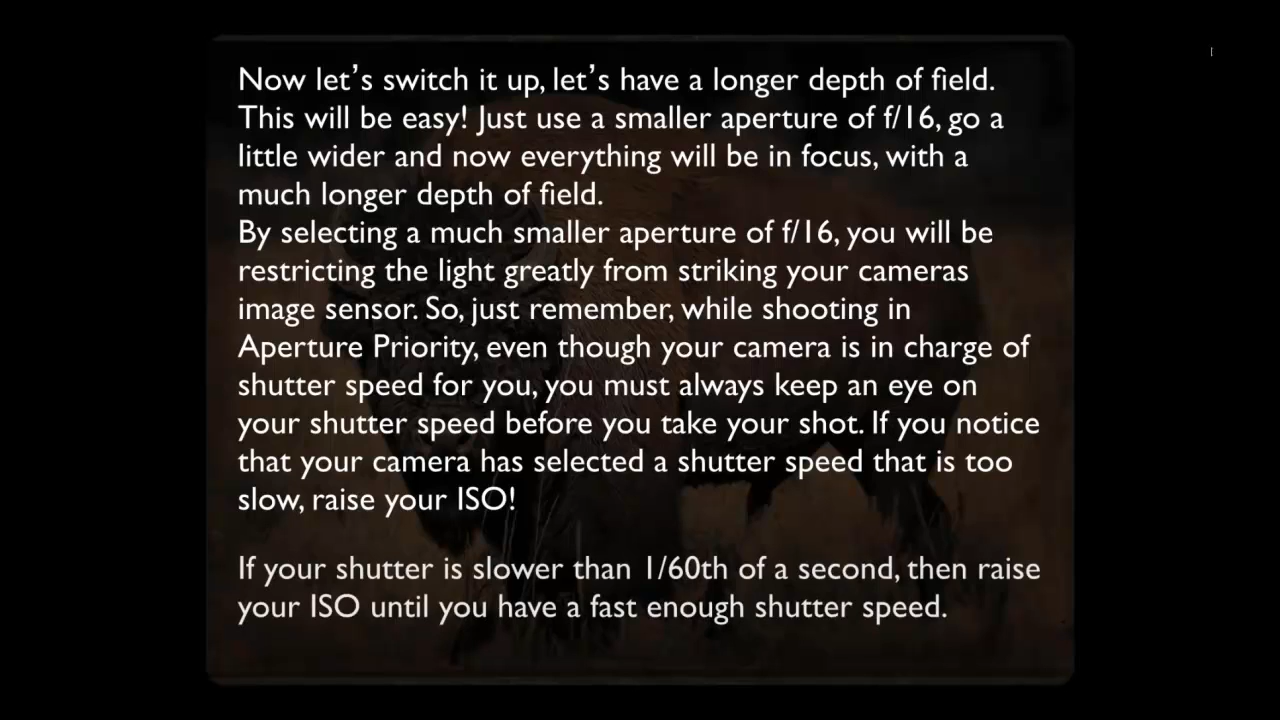 Now let’s switch it up, let’s have a longer depth of field.
This will be easy! Just use a smaller aperture of f/16, go a
little wider and now everything will be in focus, with a
much longer depth of field.
By selecting a much smaller aperture of f/16, you will be
restricting the light greatly from striking your cameras
image sensor. So, just remember, while shooting in
Aperture Priority, even though your camera is in charge of
shutter speed for you, you must always keep an eye on
your shutter speed before you take your shot. If you notice
that your camera has selected a shutter speed that is too
slow, raise your ISO!
If your shutter is slower than 1/60th of a second, then raise
your ISO until you have a fast enough shutter speed.